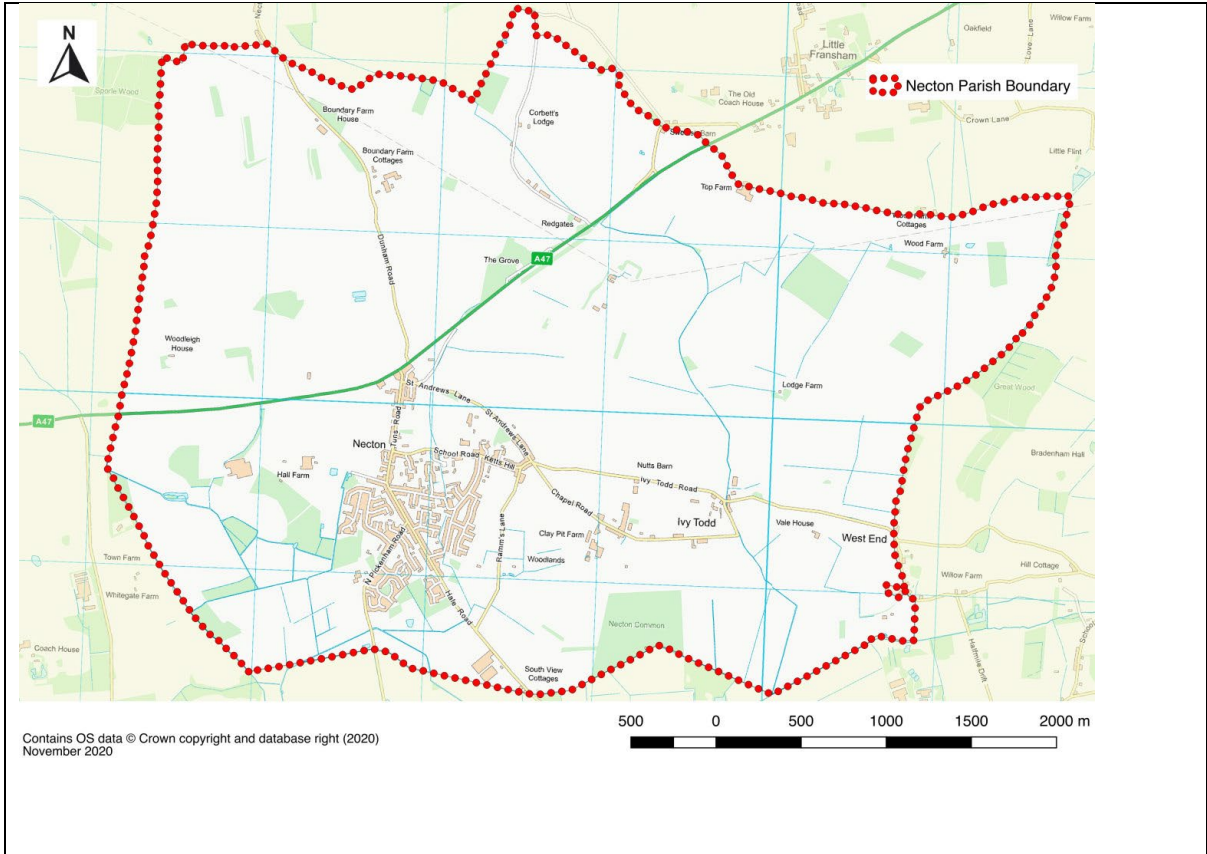 N
Oakfield
Willow Farm
Love Lane
Little
Fransham
Necton Parish Boundary
The Old
Coach House
Sporle Wood
Boundary Farm
House
Corbett's
Lodge
Crown Lane
Little Flint
Boundary Farm
Cottages
Top Farm
Redgates
Cottages
Wood Farm
Dunham Road
The Grove
A47
Woodleigh
House
Lodge Farm
Great Wood
St Andrews Lane
A47
Tuns Road
St Andrews Lane
Necton
School Road
Ketts Hill
Bradenham Hall
Hall Farm
Nutts Barn
Ivy Todd Road
Chapel Road
Ivy Todd
Vale House
West End
Clay Pit Farm
Ramm's Lane
Woodlands
N Pickenham Road
Town Farm
Whitegate Farm
Willow Farm
Hill Cottage
Hale Road
Necton Common
Halfmile Drift
Coach House
South View
Cottages
500 0 500 1000 1500 2000 m
Contains OS data © Crown copyright and database right (2020)
November 2020